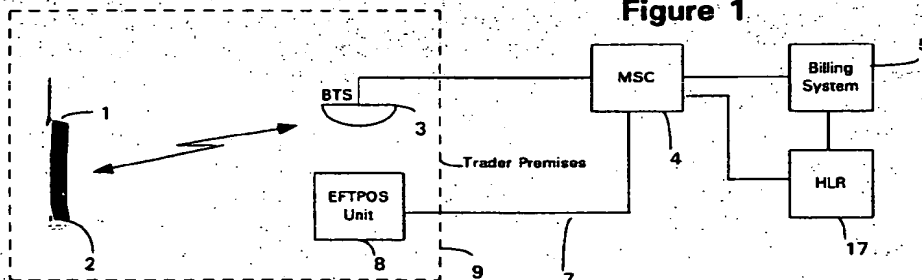 Figure 1
MSC
Billing
System
5
BTS
1
3
4
Trader Premises
EFTPOS
Unit
HLR
2
8
9
7
17